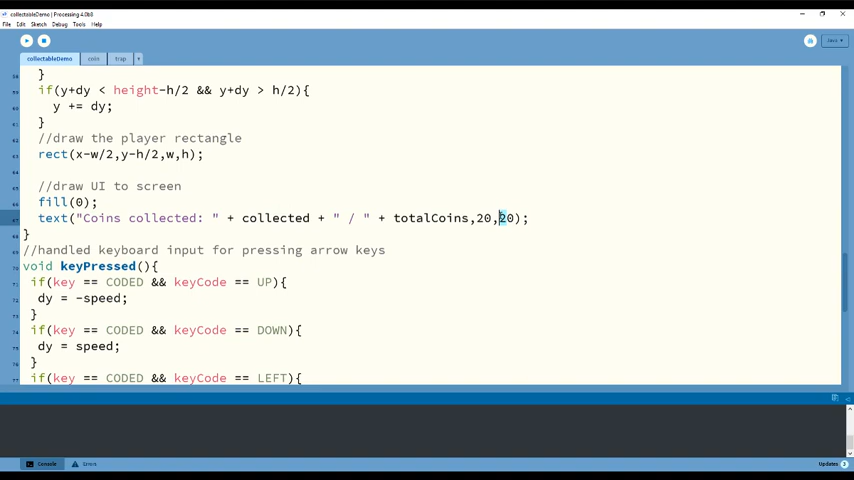 collectableDemo | Processing 4.0b8
File Edit Sketch Debug Tools Help
Java
collectableDemo coin trap
}
if(y+dy < height-h/2 && y+dy > h/2){
y += dy;
}
//draw the player rectangle
rect(x-w/2,y-h/2,w,h);
//draw UI to screen
fill(0);
text("Coins collected: " + collected + " / " + totalCoins,20,20);
}
//handled keyboard input for pressing arrow keys
void keyPressed(){
if(key == CODED && keyCode == UP){
dy = -speed;
}
if(key == CODED && keyCode == DOWN){
dy = speed;
}
if(key == CODED && keyCode == LEFT){
Console Errors
Updates